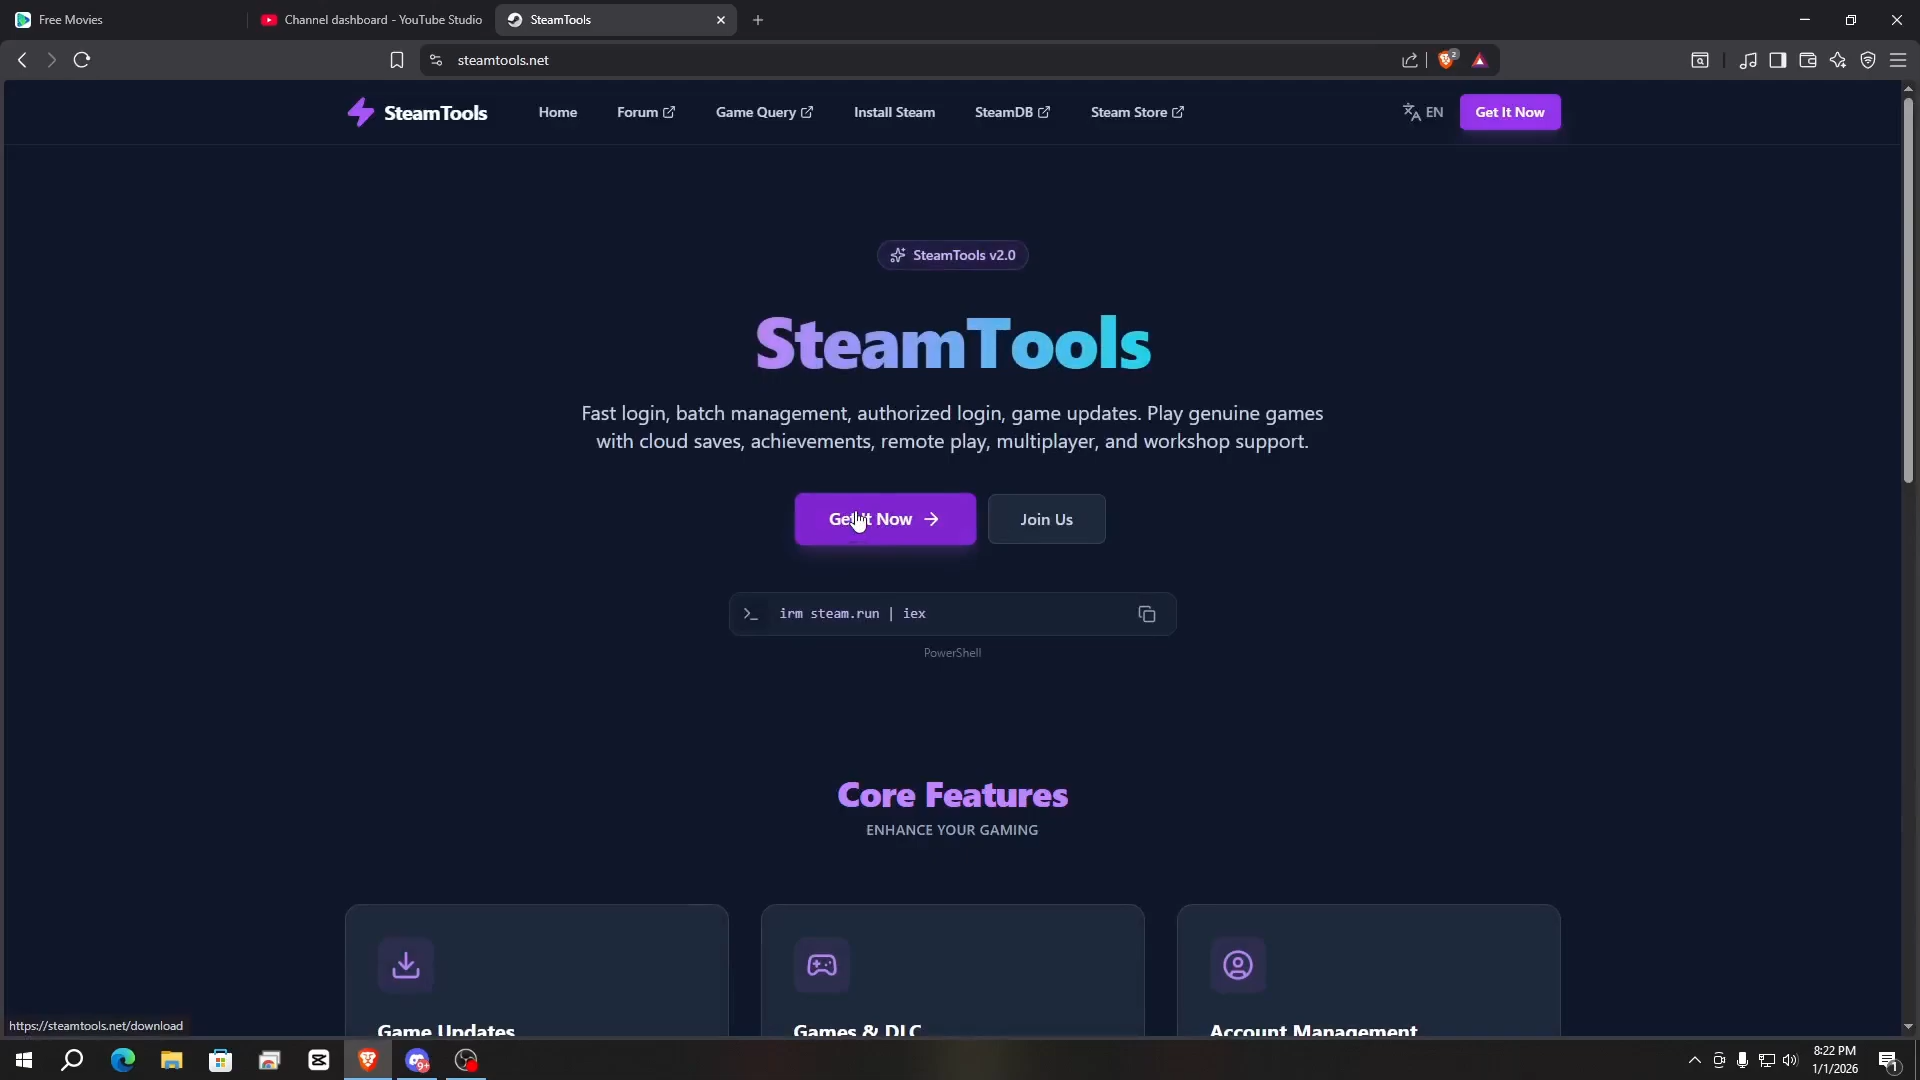 Free Movies
Channel dashboard - YouTube Studio
SteamTools
steamtools.net
2
SteamTools
Home
Forum
Game Query
Install Steam
SteamDB
Steam Store
EN
Get It Now
SteamTools v2.0
SteamTools
Fast login, batch management, authorized login, game updates. Play genuine games
with cloud saves, achievements, remote play, multiplayer, and workshop support.
Get It Now
Join Us
>_ irm steam.run | iex
PowerShell
Core Features
ENHANCE YOUR GAMING
Game Updates
Games & DLC
Account Management
https://steamtools.net/download
9+
8:22 PM
1/1/2026
1